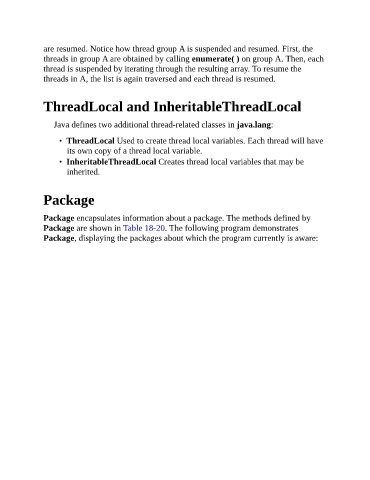 are resumed. Notice how thread group A is suspended and resumed. First, the
threads in group A are obtained by calling enumerate( ) on group A. Then, each
thread is suspended by iterating through the resulting array. To resume the
threads in A, the list is again traversed and each thread is resumed.
ThreadLocal and InheritableThreadLocal
Java defines two additional thread-related classes in java.lang:
• ThreadLocal Used to create thread local variables. Each thread will have
its own copy of a thread local variable.
• InheritableThreadLocal Creates thread local variables that may be
inherited.
Package
Package encapsulates information about a package. The methods defined by
Package are shown in Table 18-20. The following program demonstrates
Package, displaying the packages about which the program currently is aware: